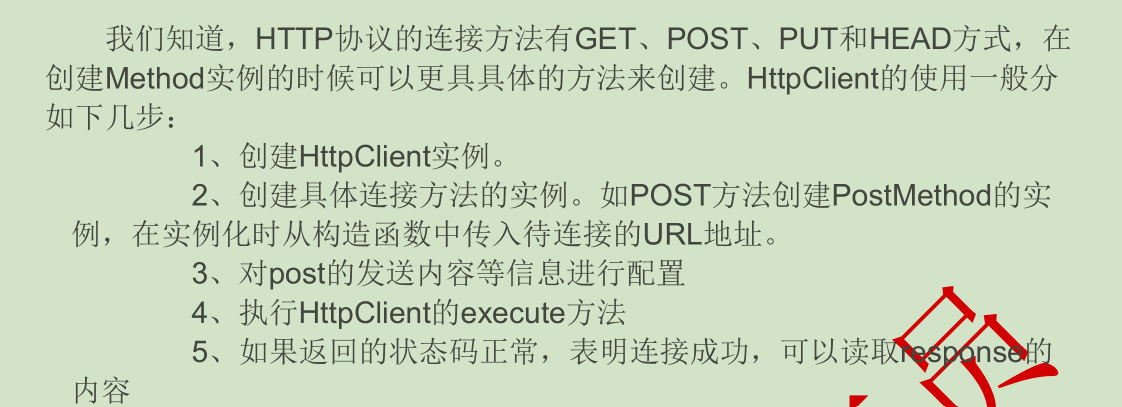 我们知道，HTTP协议的连接方法有GET、POST、PUT和HEAD方式，在
创建Method实例的时候可以更具具体的方法来创建。HttpClient的使用一般分
如下几步：
1、创建HttpClient实例。
2、创建具体连接方法的实例。如POST方法创建PostMethod的实
例，在实例化时从构造函数中传入待连接的URL地址。
3、对post的发送内容等信息进行配置
4、执行HttpClient的execute方法
5、如果返回的状态码正常，表明连接成功，可以读取response的
内容